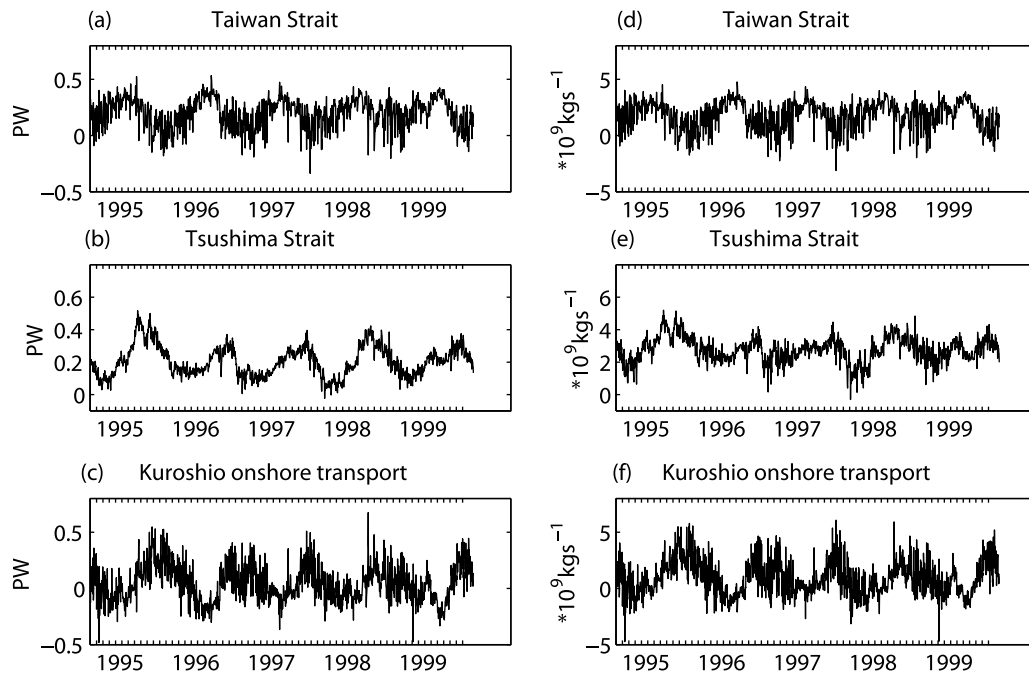 (a) Taiwan Strait
PW
0.5
0
−0.5
1995 1996 1997 1998 1999
(b) Tsushima Strait
PW
0.6
0.4
0.2
0
1995 1996 1997 1998 1999
(c) Kuroshio onshore transport
PW
0.5
0
−0.5
1995 1996 1997 1998 1999
(d) Taiwan Strait
*10⁹kgs⁻¹
5
0
−5
1995 1996 1997 1998 1999
(e) Tsushima Strait
*10⁹kgs⁻¹
6
4
2
0
1995 1996 1997 1998 1999
(f) Kuroshio onshore transport
*10⁹kgs⁻¹
5
0
−5
1995 1996 1997 1998 1999